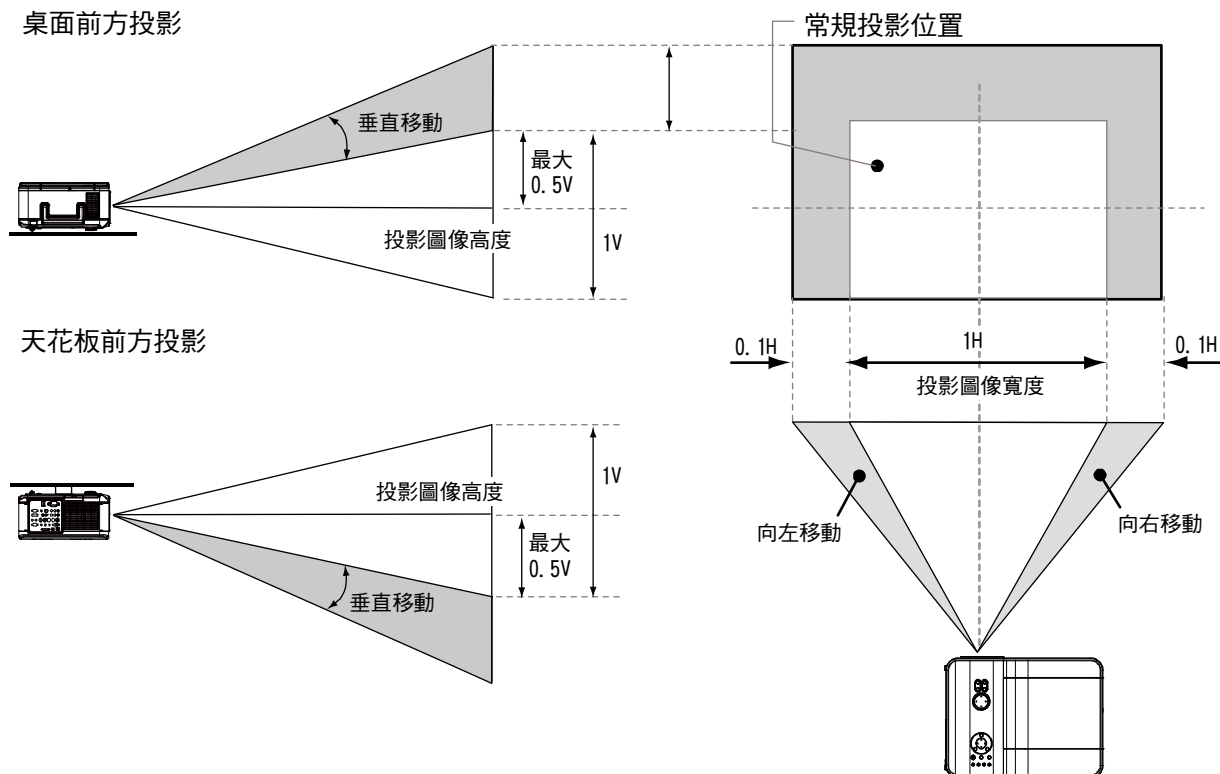 桌面前方投影
常規投影位置
垂直移動
最大
0.5V
投影圖像高度
1V
天花板前方投影
0.1H
1H
0.1H
投影圖像寬度
1V
投影圖像高度
最大
0.5V
垂直移動
向左移動
向右移動